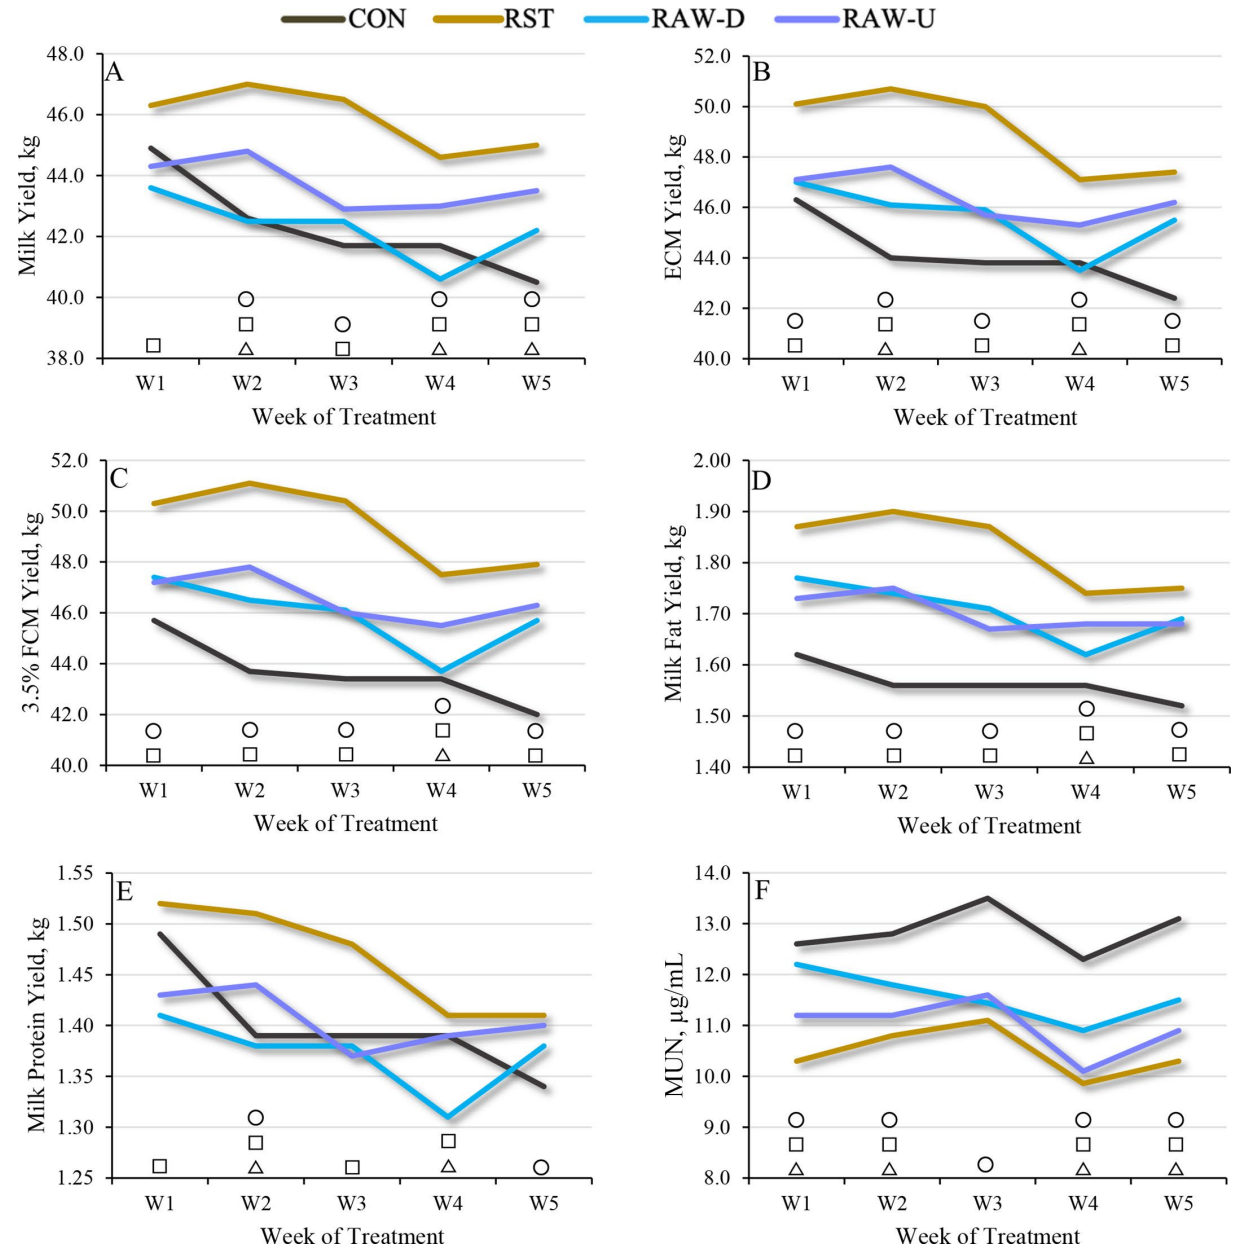 CON RST RAW-D RAW-U
A
Milk Yield, kg
48.0
46.0
44.0
42.0
40.0
38.0
W1 W2 W3 W4 W5
Week of Treatment
B
ECM Yield, kg
52.0
50.0
48.0
46.0
44.0
42.0
40.0
W1 W2 W3 W4 W5
Week of Treatment
C
3.5% FCM Yield, kg
52.0
50.0
48.0
46.0
44.0
42.0
40.0
W1 W2 W3 W4 W5
Week of Treatment
D
Milk Fat Yield, kg
2.00
1.90
1.80
1.70
1.60
1.50
1.40
W1 W2 W3 W4 W5
Week of Treatment
E
Milk Protein Yield, kg
1.55
1.50
1.45
1.40
1.35
1.30
1.25
W1 W2 W3 W4 W5
Week of Treatment
F
MUN, µg/mL
14.0
13.0
12.0
11.0
10.0
9.0
8.0
W1 W2 W3 W4 W5
Week of Treatment